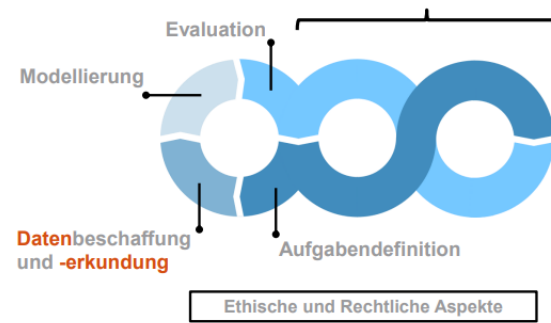 Evaluation
Modellierung
Datenbeschaffung
und -erkundung
Aufgabendefinition
Ethische und Rechtliche Aspekte